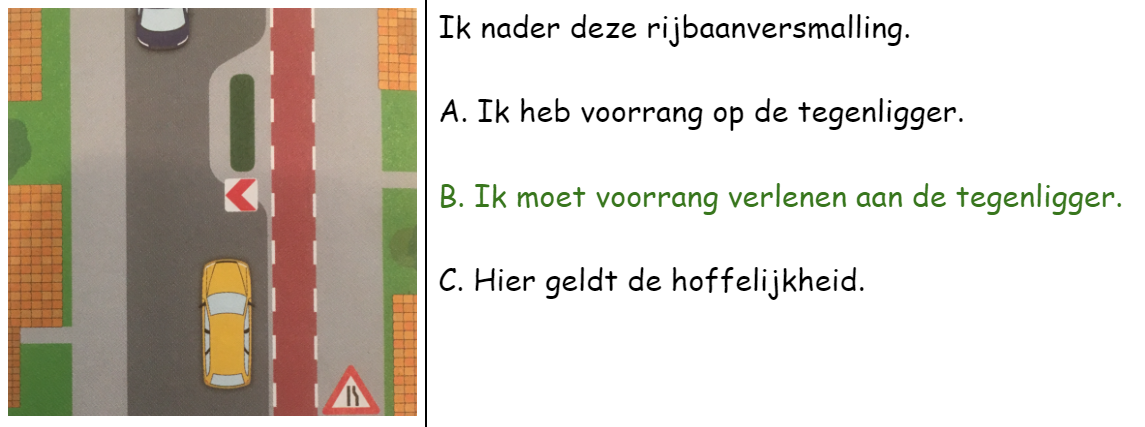 Ik nader deze rijbaanversmalling.
A. Ik heb voorrang op de tegenligger.
B. Ik moet voorrang verlenen aan de tegenligger.
C. Hier geldt de hoffelijkheid.